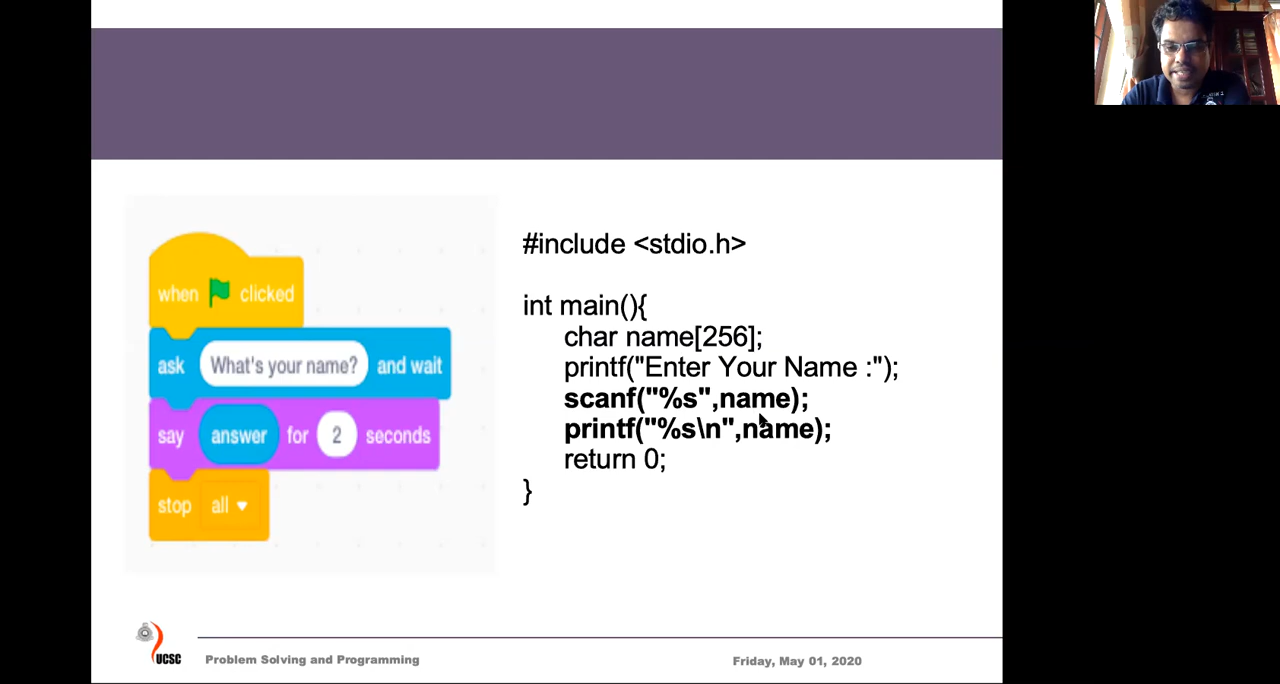 when clicked
ask What's your name? and wait
say answer for 2 seconds
stop all
#include <stdio.h>
int main(){
char name[256];
printf("Enter Your Name :");
scanf("%s",name);
printf("%s\n",name);
return 0;
}
UCSC
Problem Solving and Programming
Friday, May 01, 2020